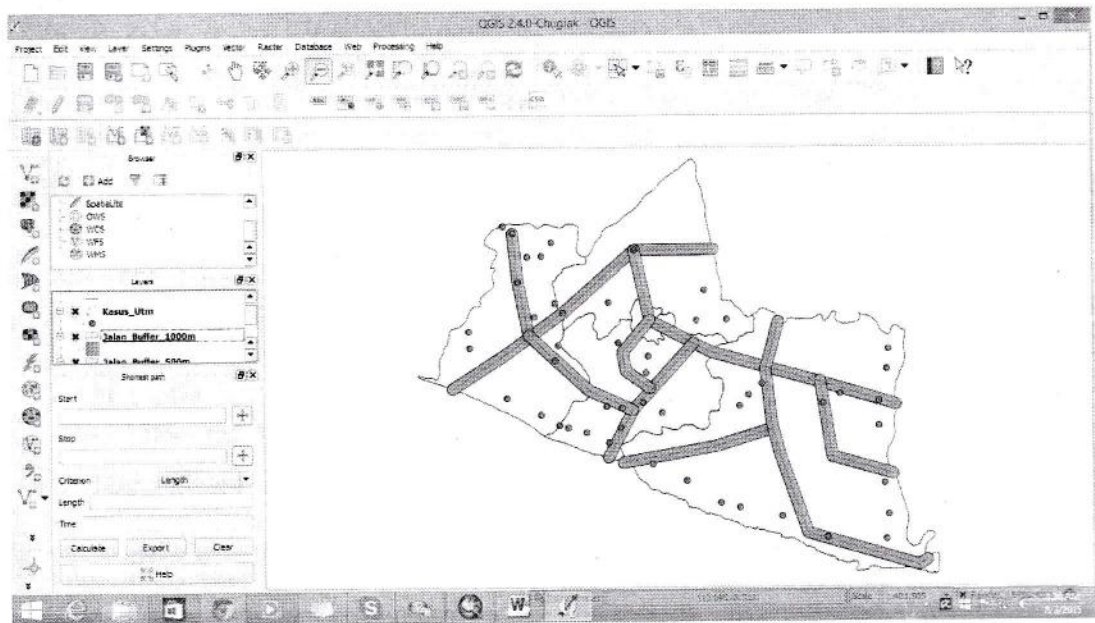 QGIS 2.4.0-Chugiak - QGIS
Project Edit View Layer Settings Plugins Vector Raster Database Web Processing Help
Browser
Add
SpatiaLite
OWS
WCS
WFS
WMS
Layers
Kasus_Utm
Jalan_Buffer_1000m
Jalan_Buffer_500m
Shortest path
Start
Stop
Criterion Length
Length
Time
Calculate Export Clear
Help
Scale